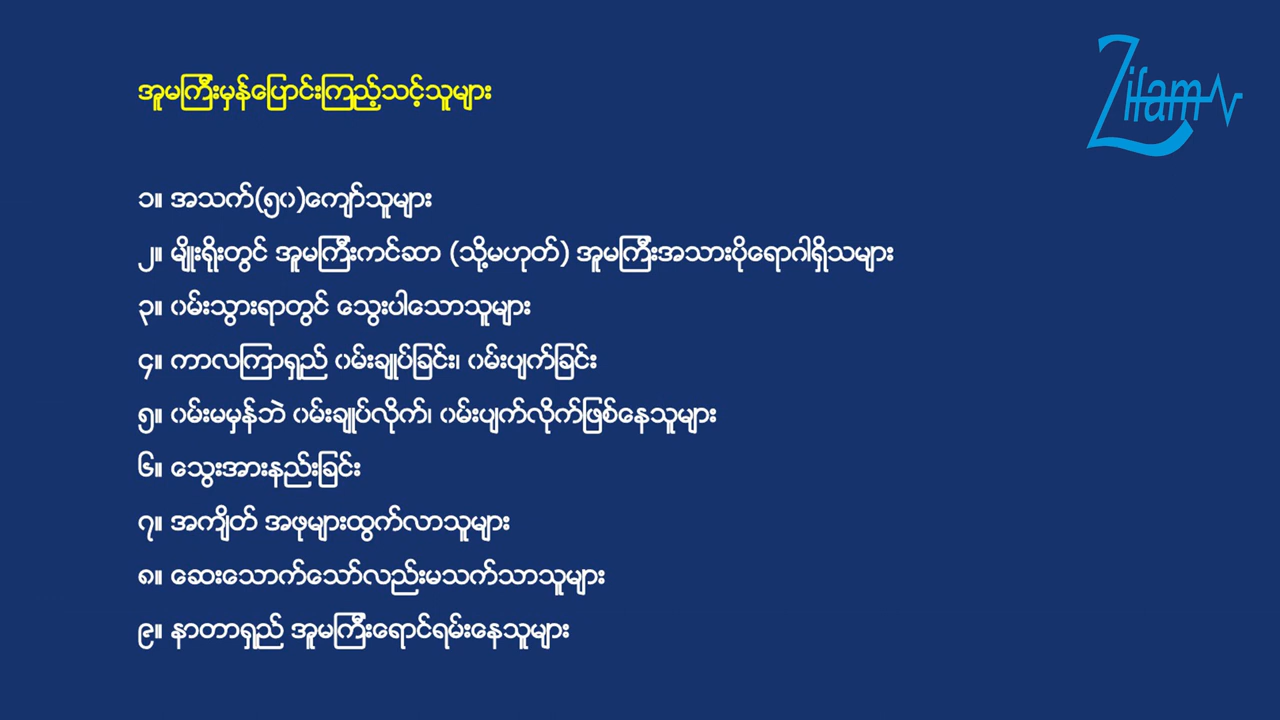 အူမကြီးမှန်ပြောင်းကြည့်သင့်သူများ
Zifam
၁။ အသက်(၅၀)ကျော်သူများ
၂။ မျိုးရိုးတွင် အူမကြီးကင်ဆာ (သို့မဟုတ်) အူမကြီးအသားပိုရောဂါရှိသများ
၃။ ဝမ်းသွားရာတွင် သွေးပါသောသူများ
၄။ ကာလကြာရှည် ဝမ်းချုပ်ခြင်း၊ ဝမ်းပျက်ခြင်း
၅။ ဝမ်းမမှန်ဘဲ ဝမ်းချုပ်လိုက်၊ ဝမ်းပျက်လိုက်ဖြစ်နေသူများ
၆။ သွေးအားနည်းခြင်း
၇။ အကျိတ် အဖုများထွက်လာသူများ
၈။ ဆေးသောက်သော်လည်းမသက်သာသူများ
၉။ နာတာရှည် အူမကြီးရောင်ရမ်းနေသူများ